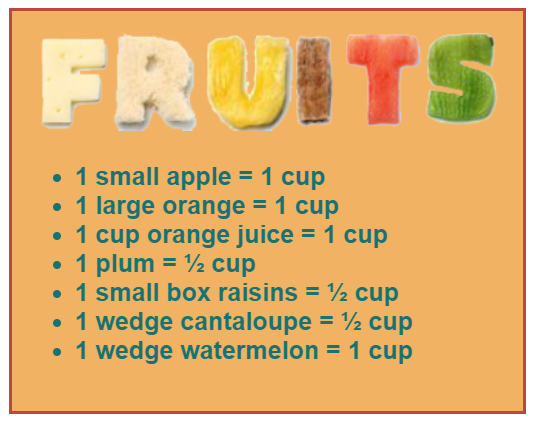 FRUITS
• 1 small apple = 1 cup
• 1 large orange = 1 cup
• 1 cup orange juice = 1 cup
• 1 plum = ½ cup
• 1 small box raisins = ½ cup
• 1 wedge cantaloupe = ½ cup
• 1 wedge watermelon = 1 cup